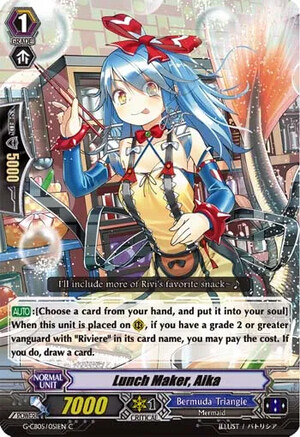 1
GRADE
SHIELD
5000
I'll include more of Rivi's favorite snack~♪
AUTO:[Choose a card from your hand, and put it into your soul]
When this unit is placed on , if you have a grade 2 or greater
vanguard with "Riviere" in its card name, you may pay the cost. If
you do, draw a card.
NORMAL
UNIT
Lunch Maker, Aika
POWER
7000
1
CRITICAL
Bermuda Triangle
Mermaid
G-CB05/051EN C
ILLUST / パトリシア